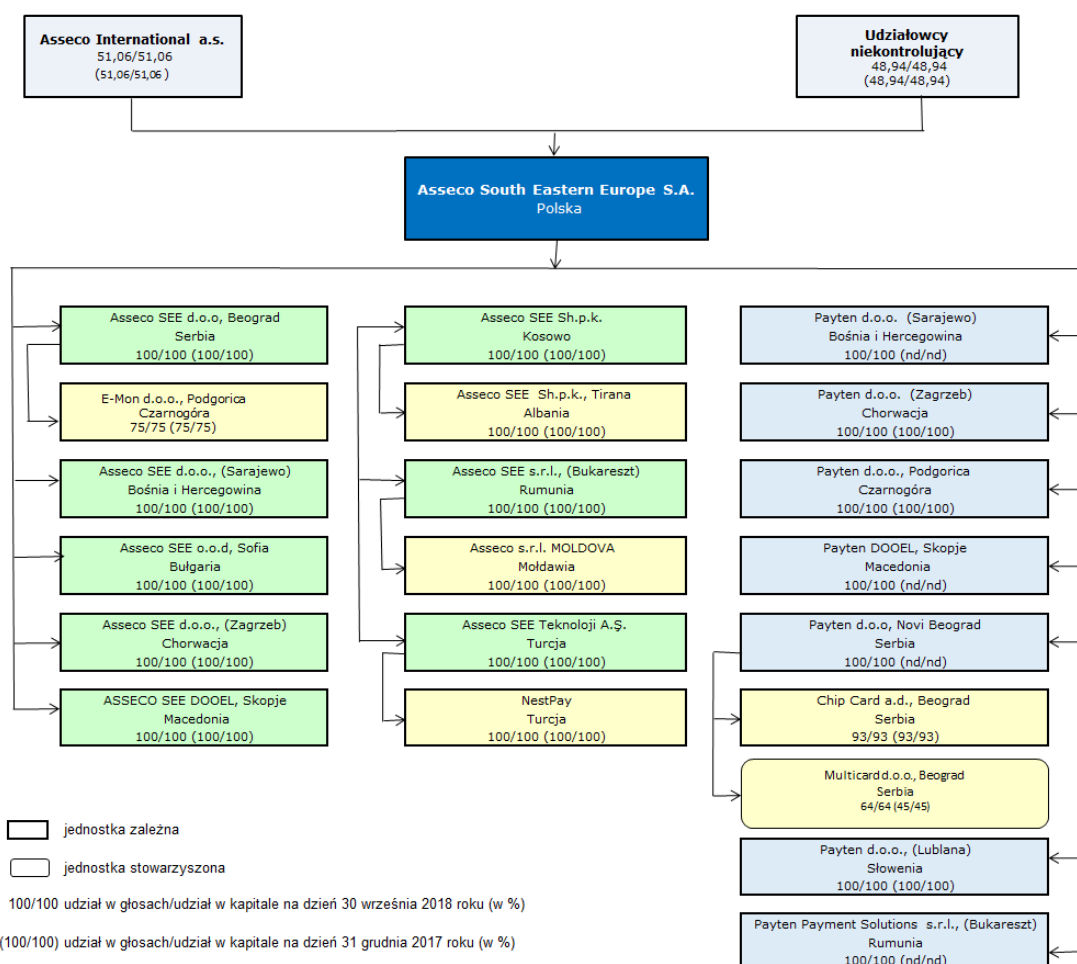 Asseco International a.s.
51,06/51,06
(51,06/51,06 )
Udziałowcy
niekontrolujący
48,94/48,94
(48,94/48,94)
Asseco South Eastern Europe S.A.
Polska
Asseco SEE d.o.o, Beograd
Serbia
100/100 (100/100)
E-Mon d.o.o., Podgorica
Czarnogóra
75/75 (75/75)
Asseco SEE d.o.o., (Sarajewo)
Bośnia i Hercegowina
100/100 (100/100)
Asseco SEE o.o.d, Sofia
Bułgaria
100/100 (100/100)
Asseco SEE d.o.o., (Zagrzeb)
Chorwacja
100/100 (100/100)
ASSECO SEE DOOEL, Skopje
Macedonia
100/100 (100/100)
Asseco SEE Sh.p.k.
Kosowo
100/100 (100/100)
Asseco SEE Sh.p.k., Tirana
Albania
100/100 (100/100)
Asseco SEE s.r.l., (Bukareszt)
Rumunia
100/100 (100/100)
Asseco s.r.l. MOLDOVA
Mołdawia
100/100 (100/100)
Asseco SEE Teknoloji A.Ş.
Turcja
100/100 (100/100)
NestPay
Turcja
100/100 (100/100)
Payten d.o.o. (Sarajewo)
Bośnia i Hercegowina
100/100 (nd/nd)
Payten d.o.o. (Zagrzeb)
Chorwacja
100/100 (100/100)
Payten d.o.o., Podgorica
Czarnogóra
100/100 (100/100)
Payten DOOEL, Skopje
Macedonia
100/100 (nd/nd)
Payten d.o.o, Novi Beograd
Serbia
100/100 (nd/nd)
Chip Card a.d., Beograd
Serbia
93/93 (93/93)
Multicard d.o.o., Beograd
Serbia
64/64 (45/45)
Payten d.o.o., (Lublana)
Słowenia
100/100 (100/100)
Payten Payment Solutions s.r.l., (Bukareszt)
Rumunia
100/100 (nd/nd)
jednostka zależna
jednostka stowarzyszona
100/100 udział w głosach/udział w kapitale na dzień 30 września 2018 roku (w %)
(100/100) udział w głosach/udział w kapitale na dzień 31 grudnia 2017 roku (w %)